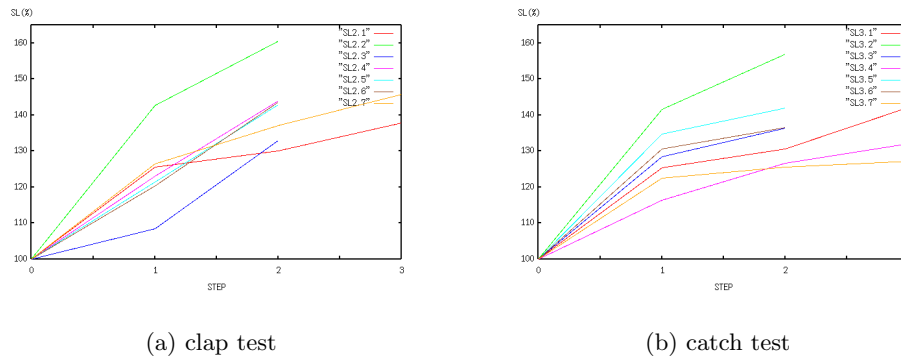 SL(%)
160
150
140
130
120
110
100
0
1
2
3
STEP
"SL2.1"
"SL2.2"
"SL2.3"
"SL2.4"
"SL2.5"
"SL2.6"
"SL2.7"
(a) clap test
SL(%)
160
150
140
130
120
110
100
0
1
2
STEP
"SL3.1"
"SL3.2"
"SL3.3"
"SL3.4"
"SL3.5"
"SL3.6"
"SL3.7"
(b) catch test